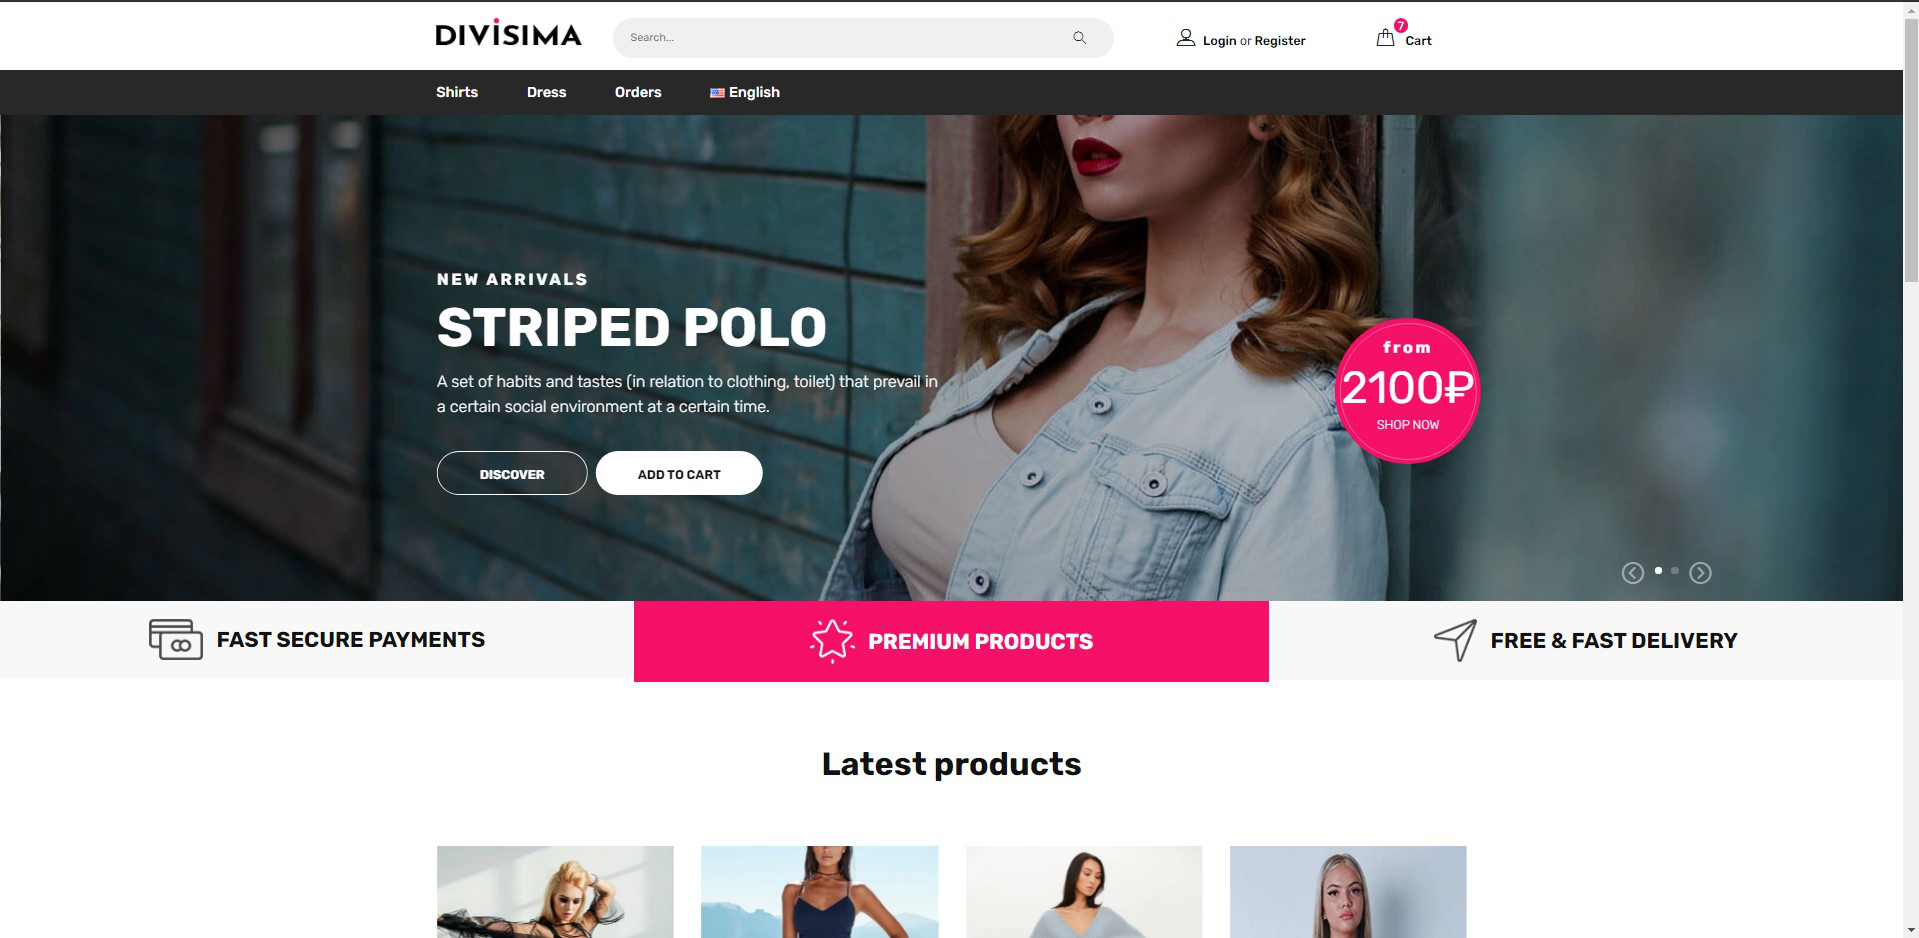 DIVISIMA
Search...
Login or Register
7
Cart
Shirts
Dress
Orders
English
NEW ARRIVALS
STRIPED POLO
A set of habits and tastes (in relation to clothing, toilet) that prevail in
a certain social environment at a certain time.
DISCOVER
ADD TO CART
from
2100₽
SHOP NOW
FAST SECURE PAYMENTS
PREMIUM PRODUCTS
FREE & FAST DELIVERY
Latest products